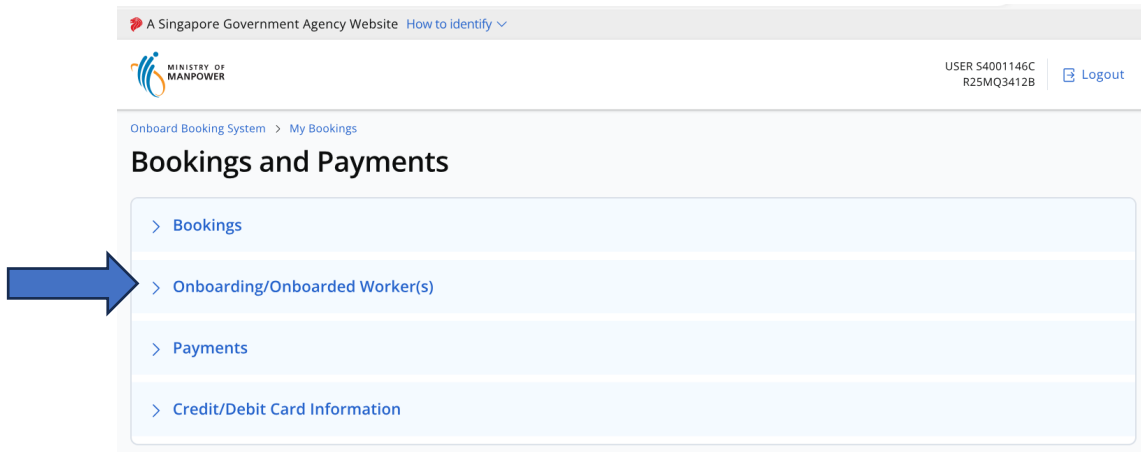 A Singapore Government Agency Website How to identify
MINISTRY OF
MANPOWER
USER S4001146C
R25MQ3412B
Logout
Onboard Booking System > My Bookings
Bookings and Payments
Bookings
Onboarding/Onboarded Worker(s)
Payments
Credit/Debit Card Information